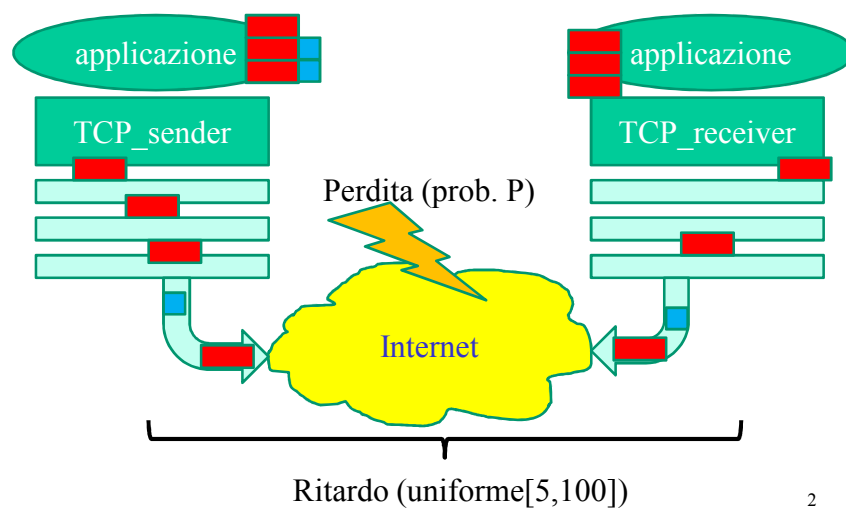 applicazione
applicazione
TCP_sender
TCP_receiver
Perdita (prob. P)
Internet
Ritardo (uniforme[5,100])
2